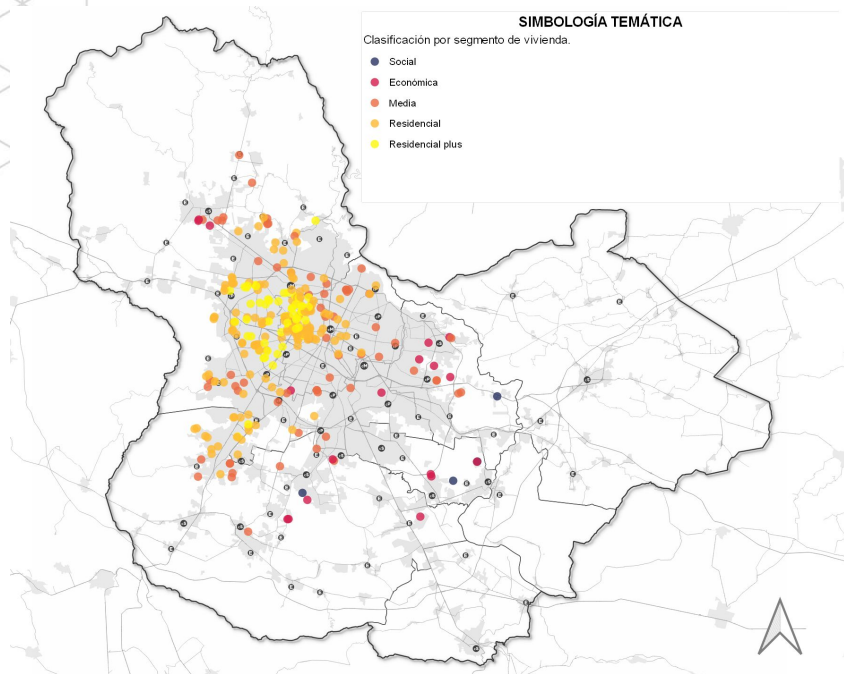 SIMBOLOGÍA TEMÁTICA
Clasificación por segmento de vivienda.
Social
Económica
Media
Residencial
Residencial plus